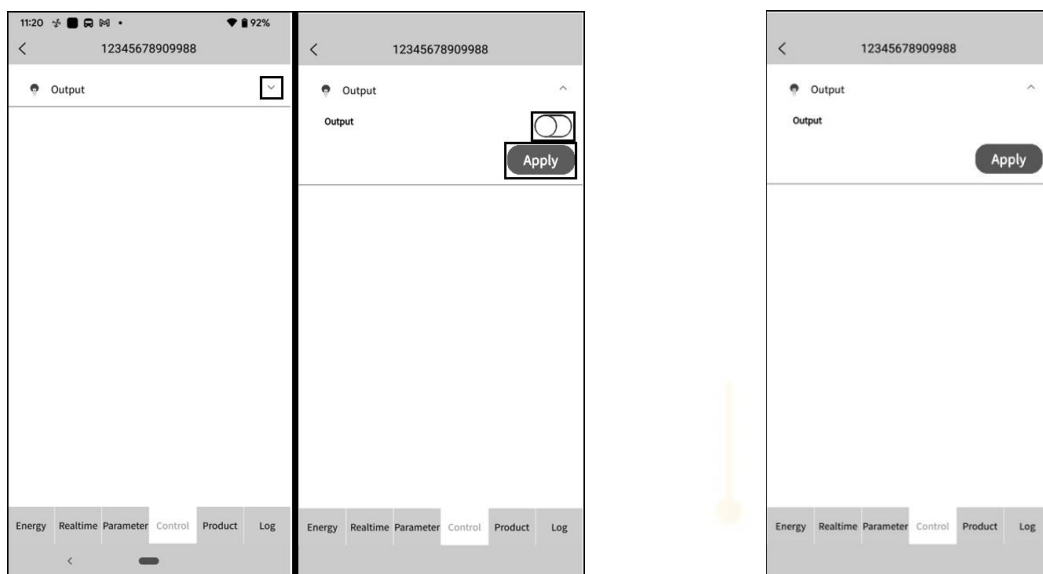 11:20
92%
12345678909988
Output
Energy Realtime Parameter Control Product Log
12345678909988
Output
Output
Apply
Energy Realtime Parameter Control Product Log
12345678909988
Output
Output
Apply
Energy Realtime Parameter Control Product Log